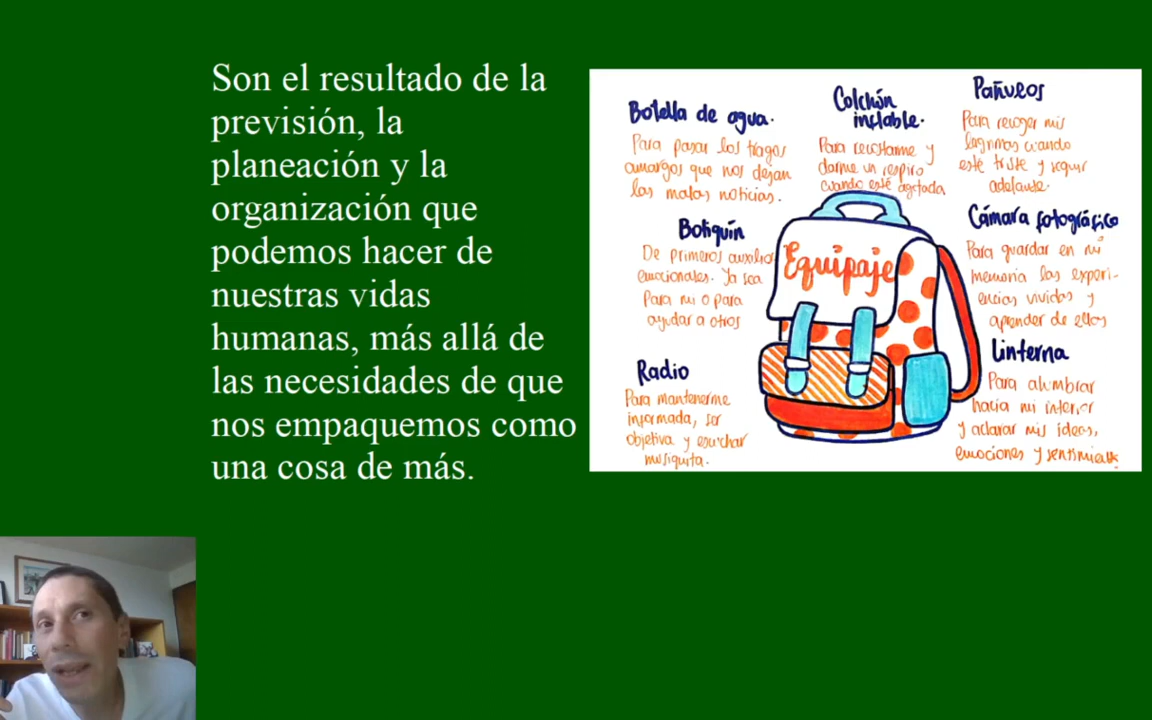 Son el resultado de la
previsión, la
planeación y la
organización que
podemos hacer de
nuestras vidas
humanas, más allá de
las necesidades de que
nos empaquemos como
una cosa de más.
Botella de agua.
Para pasar los tragos
amargos que nos dejan
las malas noticias.
Colchón
inflable.
Para recostarme y
darme un respiro
cuando esté agotada
Pañuelos
Para recoger mis
lagrimas cuando
esté triste y seguir
adelante.
Botiquín
De primeros auxilios
emocionales. Ya sea
para mi o para
ayudar a otros
Equipaje
Cámara fotográfica
Para guardar en mi
memoria las experi-
encias vividas y
aprender de ellas
Radio
Para mantenerme
informada, ser
objetiva y escuchar
musiquita.
Linterna
Para alumbrar
hacia mi interior
y aclarar mis ideas,
emociones y sentimientos